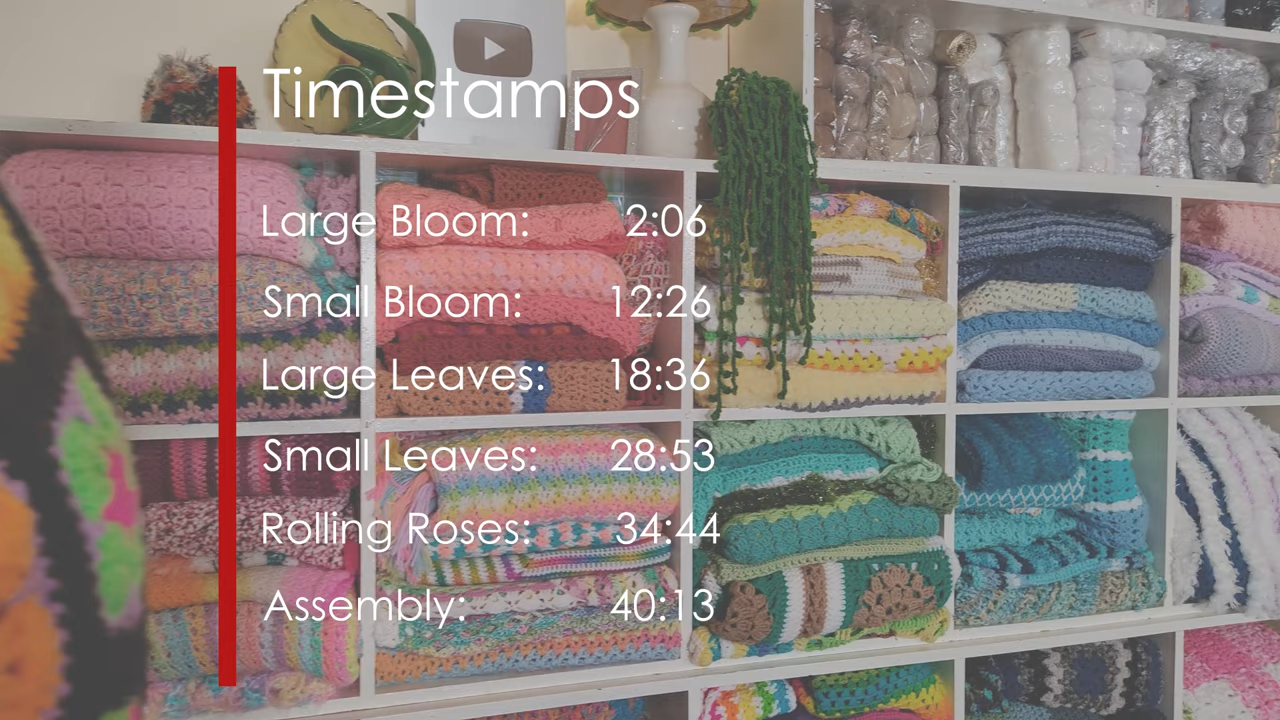 Timestamps
Large Bloom: 2:06
Small Bloom: 12:26
Large Leaves: 18:36
Small Leaves: 28:53
Rolling Roses: 34:44
Assembly: 40:13